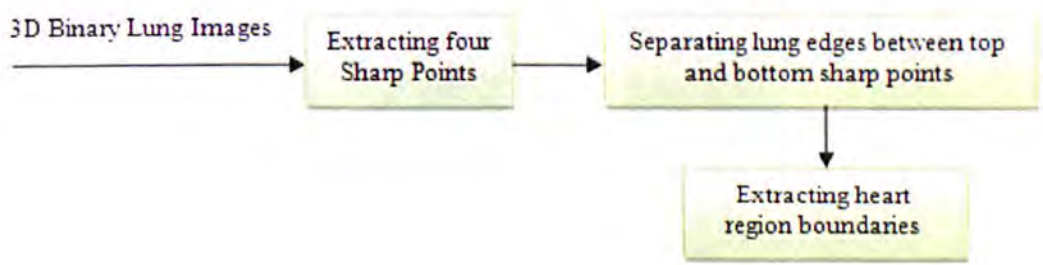 3D Binary Lung Images
Extracting four
Sharp Points
Separating lung edges between top
and bottom sharp points
Extracting heart
region boundaries